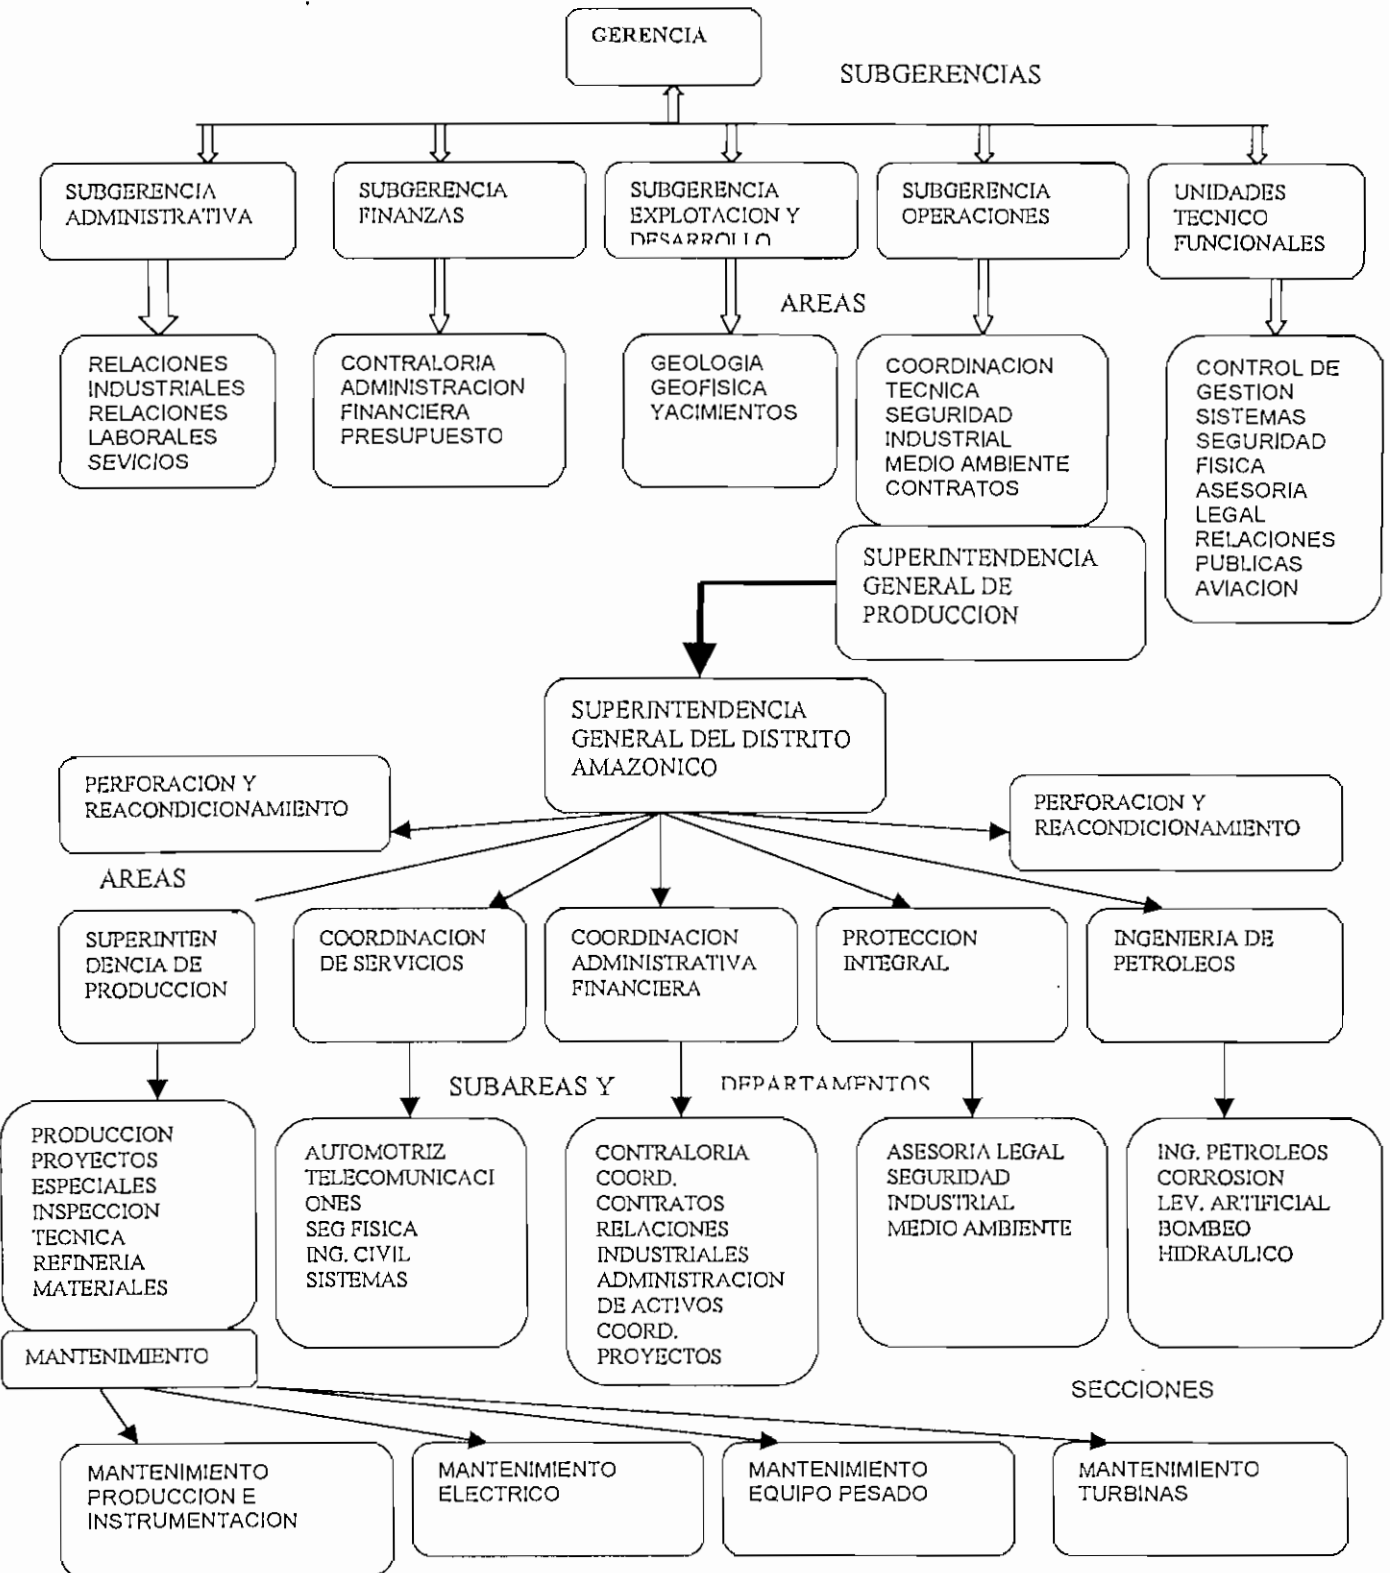 GERENCIA
SUBGERENCIAS
SUBGERENCIA
ADMINISTRATIVA
SUBGERENCIA
FINANZAS
SUBGERENCIA
EXPLOTACION Y
DESARROLLO
SUBGERENCIA
OPERACIONES
UNIDADES
TECNICO
FUNCIONALES
AREAS
RELACIONES
INDUSTRIALES
RELACIONES
LABORALES
SEVICIOS
CONTRALORIA
ADMINISTRACION
FINANCIERA
PRESUPUESTO
GEOLOGIA
GEOFISICA
YACIMIENTOS
COORDINACION
TECNICA
SEGURIDAD
INDUSTRIAL
MEDIO AMBIENTE
CONTRATOS
CONTROL DE
GESTION
SISTEMAS
SEGURIDAD
FISICA
ASESORIA
LEGAL
RELACIONES
PUBLICAS
AVIACION
SUPERINTENDENCIA
GENERAL DE
PRODUCCION
SUPERINTENDENCIA
GENERAL DEL DISTRITO
AMAZONICO
PERFORACION Y
REACONDICIONAMIENTO
PERFORACION Y
REACONDICIONAMIENTO
AREAS
SUPERINTEN
DENCIA DE
PRODUCCION
COORDINACION
DE SERVICIOS
COORDINACION
ADMINISTRATIVA
FINANCIERA
PROTECCION
INTEGRAL
INGENIERIA DE
PETROLEOS
SUBAREAS Y DEPARTAMENTOS
PRODUCCION
PROYECTOS
ESPECIALES
INSPECCION
TECNICA
REFINERIA
MATERIALES
AUTOMOTRIZ
TELECOMUNICACI
ONES
SEG FISICA
ING. CIVIL
SISTEMAS
CONTRALORIA
COORD.
CONTRATOS
RELACIONES
INDUSTRIALES
ADMINISTRACION
DE ACTIVOS
COORD.
PROYECTOS
ASESORIA LEGAL
SEGURIDAD
INDUSTRIAL
MEDIO AMBIENTE
ING. PETROLEOS
CORROSION
LEV. ARTIFICIAL
BOMBEO
HIDRAULICO
MANTENIMIENTO
SECCIONES
MANTENIMIENTO
PRODUCCION E
INSTRUMENTACION
MANTENIMIENTO
ELECTRICO
MANTENIMIENTO
EQUIPO PESADO
MANTENIMIENTO
TURBINAS